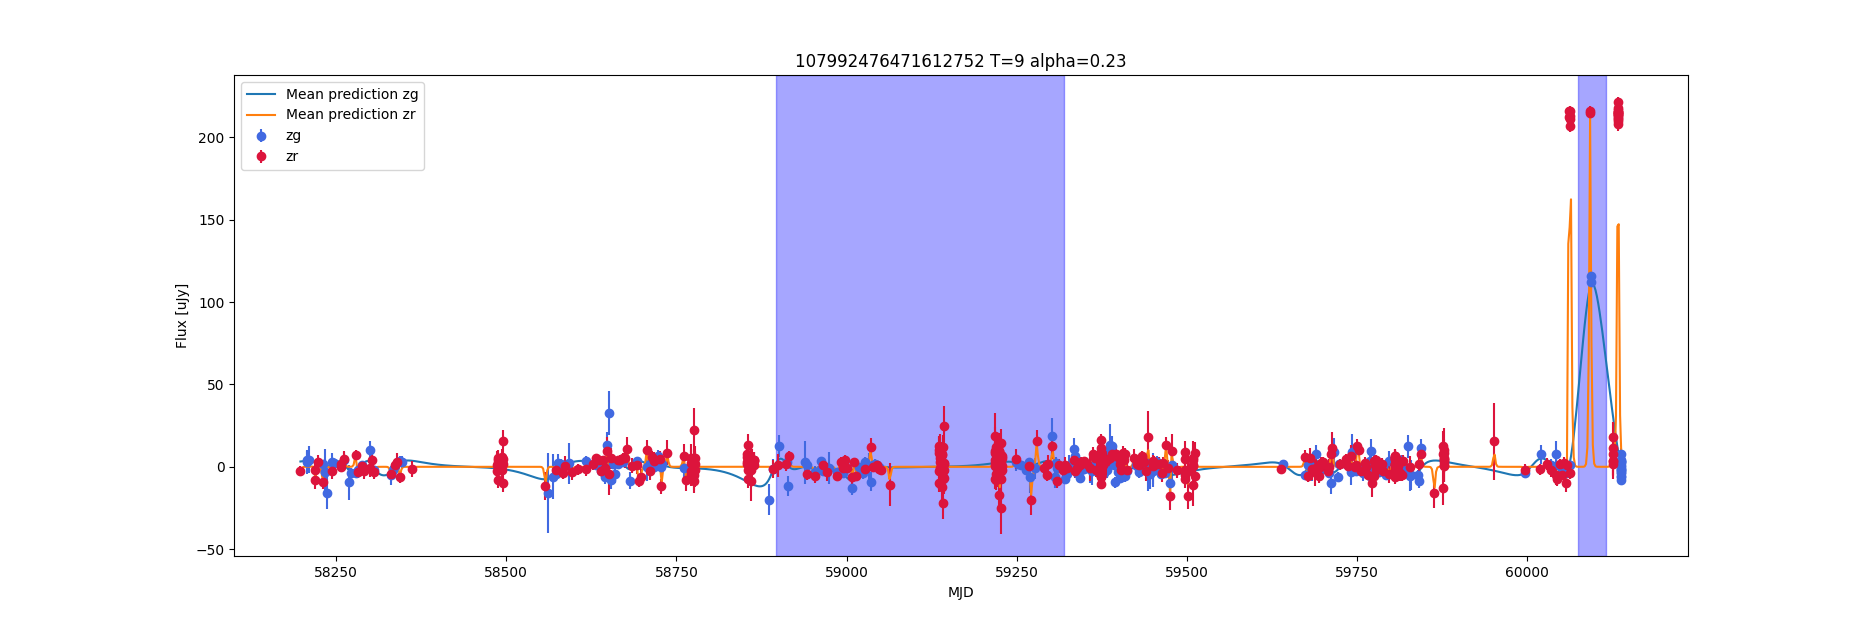 107992476471612752 T=9 alpha=0.23
Mean prediction zg
Mean prediction zr
zg
zr
Flux [uJy]
200
150
100
50
0
−50
58250 58500 58750 59000 59250 59500 59750 60000
MJD